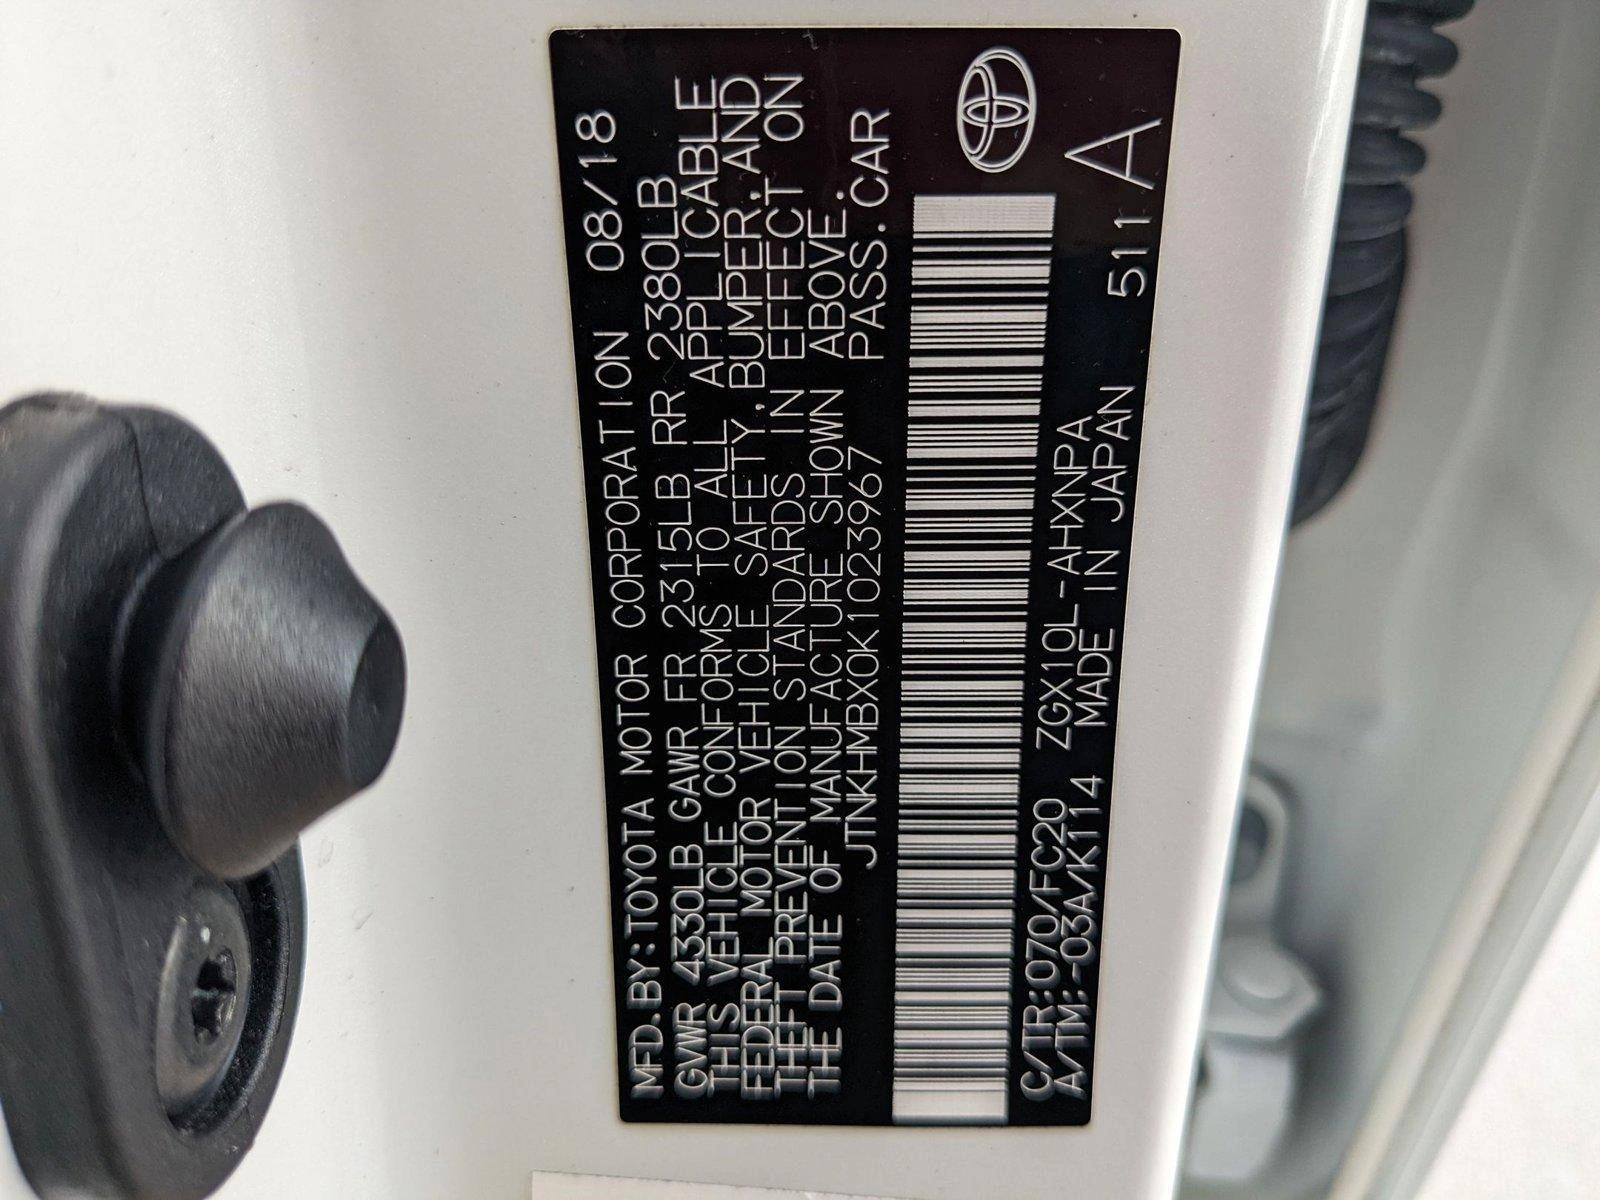 MFD.BY:TOYOTA MOTOR CORPORATION 08/18
GVWR 4330LB GAWR FR 2315LB RR 2380LB
THIS VEHICLE CONFORMS TO ALL APPLICABLE
FEDERAL MOTOR VEHICLE SAFETY,BUMPER,AND
THEFT PREVENTION STANDARDS IN EFFECT ON
THE DATE OF MANUFACTURE SHOWN ABOVE.
JTNKHMBX0K1023967 PASS.CAR
C/TR:070/FC20 ZGX10L-AHXNPA
A/TM:-03A/K114 MADE IN JAPAN 511 A